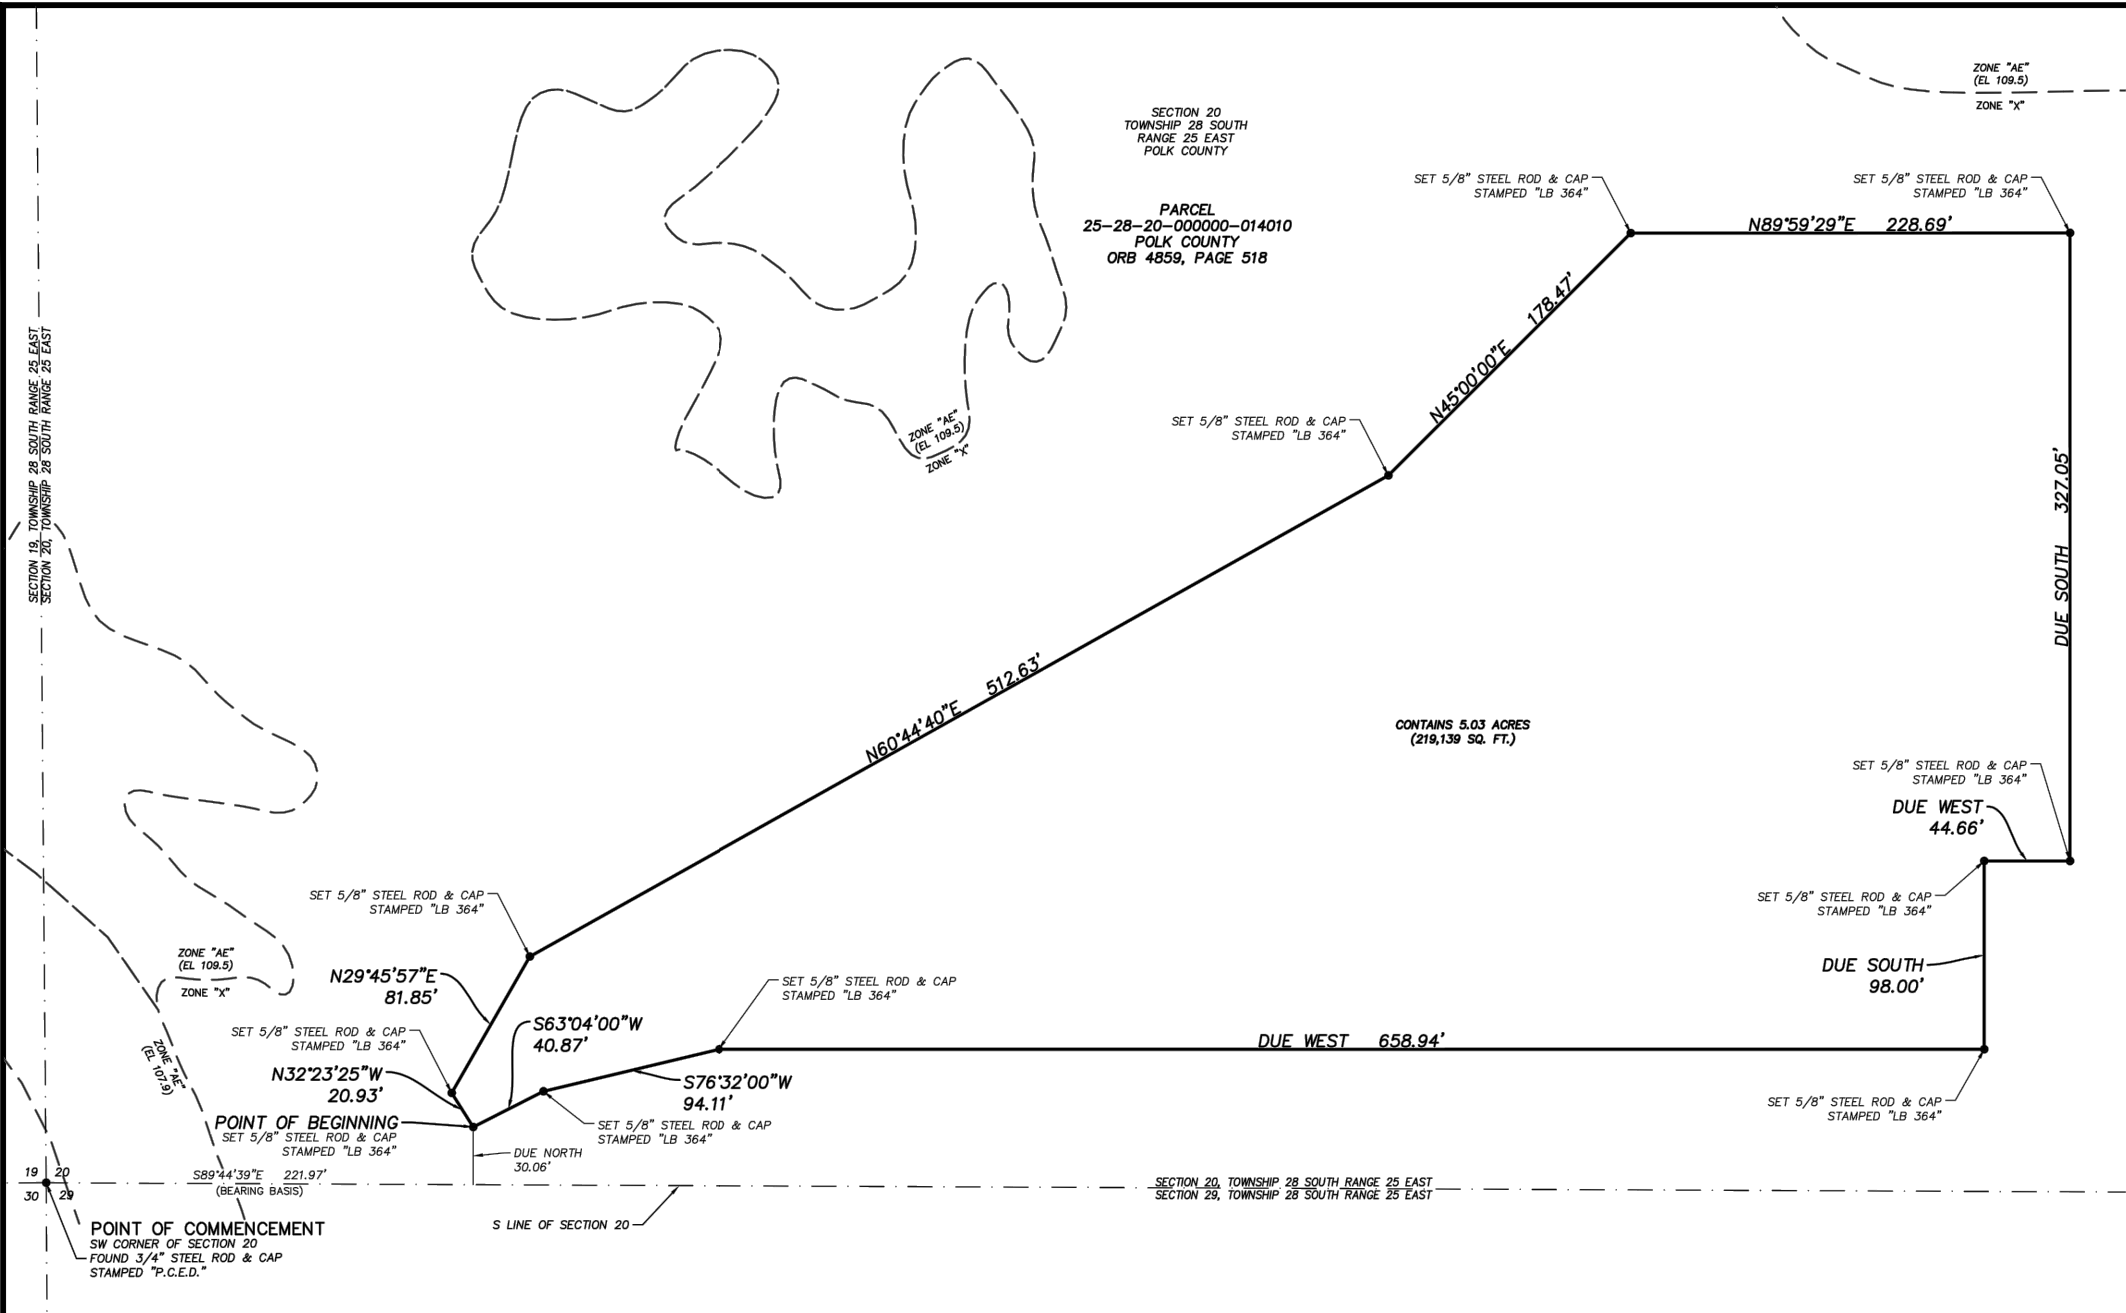 ZONE "AE"
(EL 109.5)
ZONE "X"
SECTION 20
TOWNSHIP 28 SOUTH
RANGE 25 EAST
POLK COUNTY
SET 5/8" STEEL ROD & CAP
STAMPED "LB 364"
SET 5/8" STEEL ROD & CAP
STAMPED "LB 364"
PARCEL
25-28-20-000000-014010
POLK COUNTY
ORB 4859, PAGE 518
N89°59'29"E 228.69'
N45°00'00"E 178.47'
SECTION 19, TOWNSHIP 28 SOUTH RANGE 25 EAST
SECTION 20, TOWNSHIP 28 SOUTH RANGE 25 EAST
SET 5/8" STEEL ROD & CAP
STAMPED "LB 364"
ZONE "AE"
(EL 109.5)
ZONE "X"
DUE SOUTH 327.05'
N60°44'40"E 512.63'
CONTAINS 5.03 ACRES
(219,139 SQ. FT.)
SET 5/8" STEEL ROD & CAP
STAMPED "LB 364"
DUE WEST
44.66'
SET 5/8" STEEL ROD & CAP
STAMPED "LB 364"
SET 5/8" STEEL ROD & CAP
STAMPED "LB 364"
ZONE "AE"
(EL 109.5)
ZONE "X"
N29°45'57"E
81.85'
SET 5/8" STEEL ROD & CAP
STAMPED "LB 364"
DUE SOUTH
98.00'
S63°04'00"W
40.87'
SET 5/8" STEEL ROD & CAP
STAMPED "LB 364"
DUE WEST 658.94'
ZONE "AE"
(EL 107.9)
N32°23'25"W
20.93'
S76°32'00"W
94.11'
SET 5/8" STEEL ROD & CAP
STAMPED "LB 364"
POINT OF BEGINNING
SET 5/8" STEEL ROD & CAP
STAMPED "LB 364"
SET 5/8" STEEL ROD & CAP
STAMPED "LB 364"
DUE NORTH
30.06'
19 20
30 29
S89°44'39"E 221.97'
(BEARING BASIS)
SECTION 20, TOWNSHIP 28 SOUTH RANGE 25 EAST
SECTION 29, TOWNSHIP 28 SOUTH RANGE 25 EAST
S LINE OF SECTION 20
POINT OF COMMENCEMENT
SW CORNER OF SECTION 20
FOUND 3/4" STEEL ROD & CAP
STAMPED "P.C.E.D."